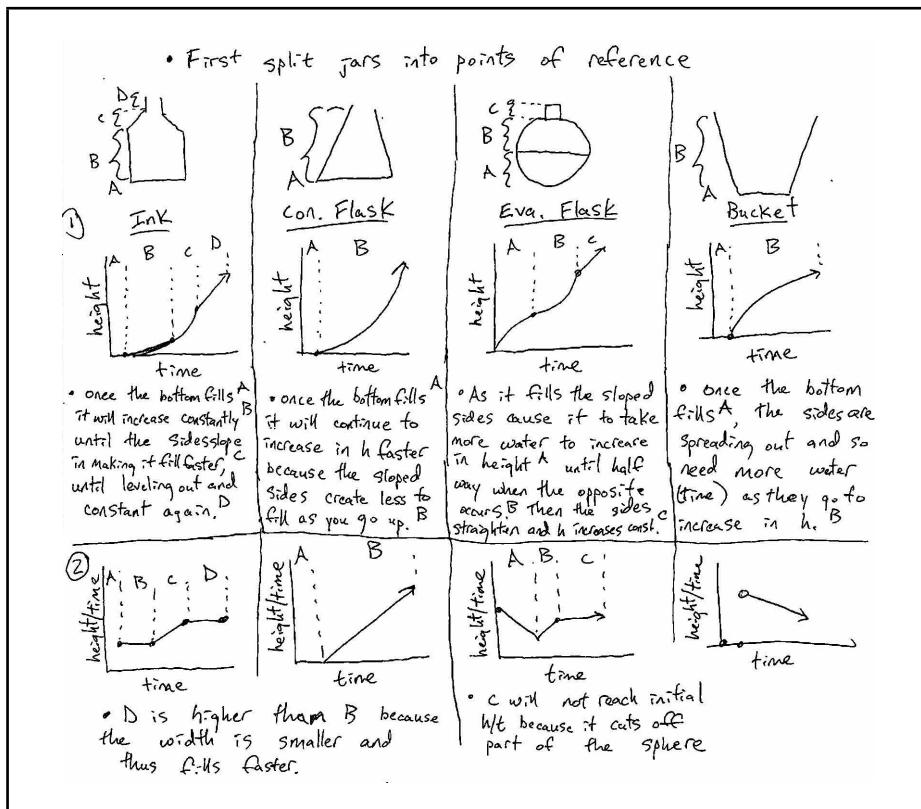 • First split jars into points of reference
D
C
B
A
Ink
B
A
Con. Flask
C
B
A
Eva. Flask
B
A
Bucket
①
A B C D
height
time
A B
height
time
A B C
height
time
A B
height
time
• once the bottom fills A
it will increase constantly B
until the sides slope
in making it fill faster, C
until leveling out and
constant again. D
• once the bottom fills A
it will continue to
increase in h faster
because the sloped
sides create less to
fill as you go up. B
• As it fills the sloped
sides cause it to take
more water to increase
in height A until half
way when the opposite
occurs. B Then the sides
straighten and h increases const. C
• once the bottom
fills A, the sides are
spreading out and so
need more water
(time) as they go to
increase in h. B
②
A B C D
height/time
time
A B
height/time
time
A B C
height/time
time
height/time
time
• D is higher than B because
the width is smaller and
thus fills faster.
• C will not reach initial
h/t because it cuts off
part of the sphere